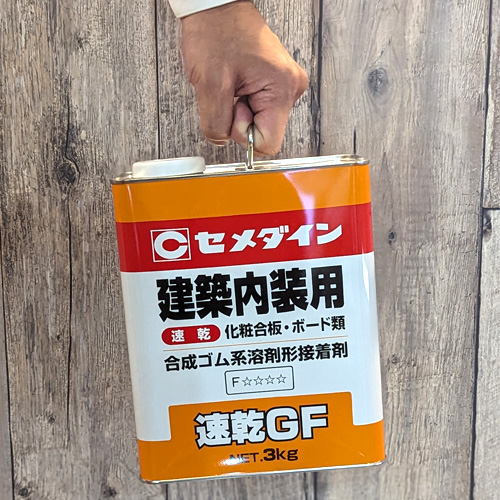 セメダイン
建築内装用
速乾 化粧合板・ボード類
合成ゴム系溶剤形接着剤
F☆☆☆☆
速乾GF
NET.3kg